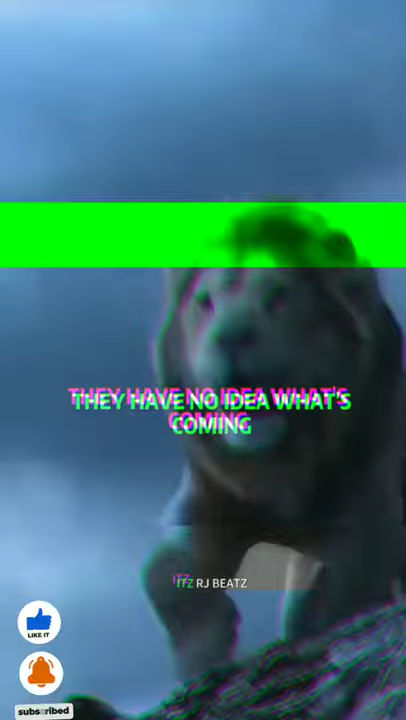 THEY HAVE NO IDEA WHAT'S
COMING
ITZ RJ BEATZ
LIKE IT
subscribed